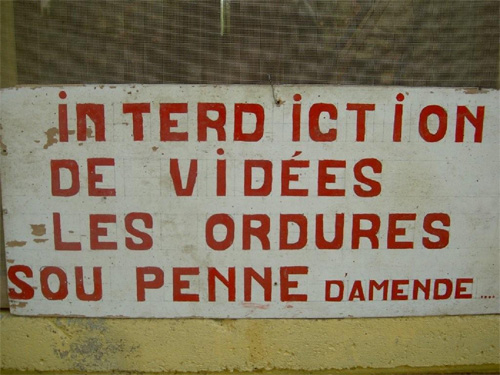 iNTERDiCTiON
DE ViDÉES
LES ORDURES
SOU PENNE D'AMENDE....